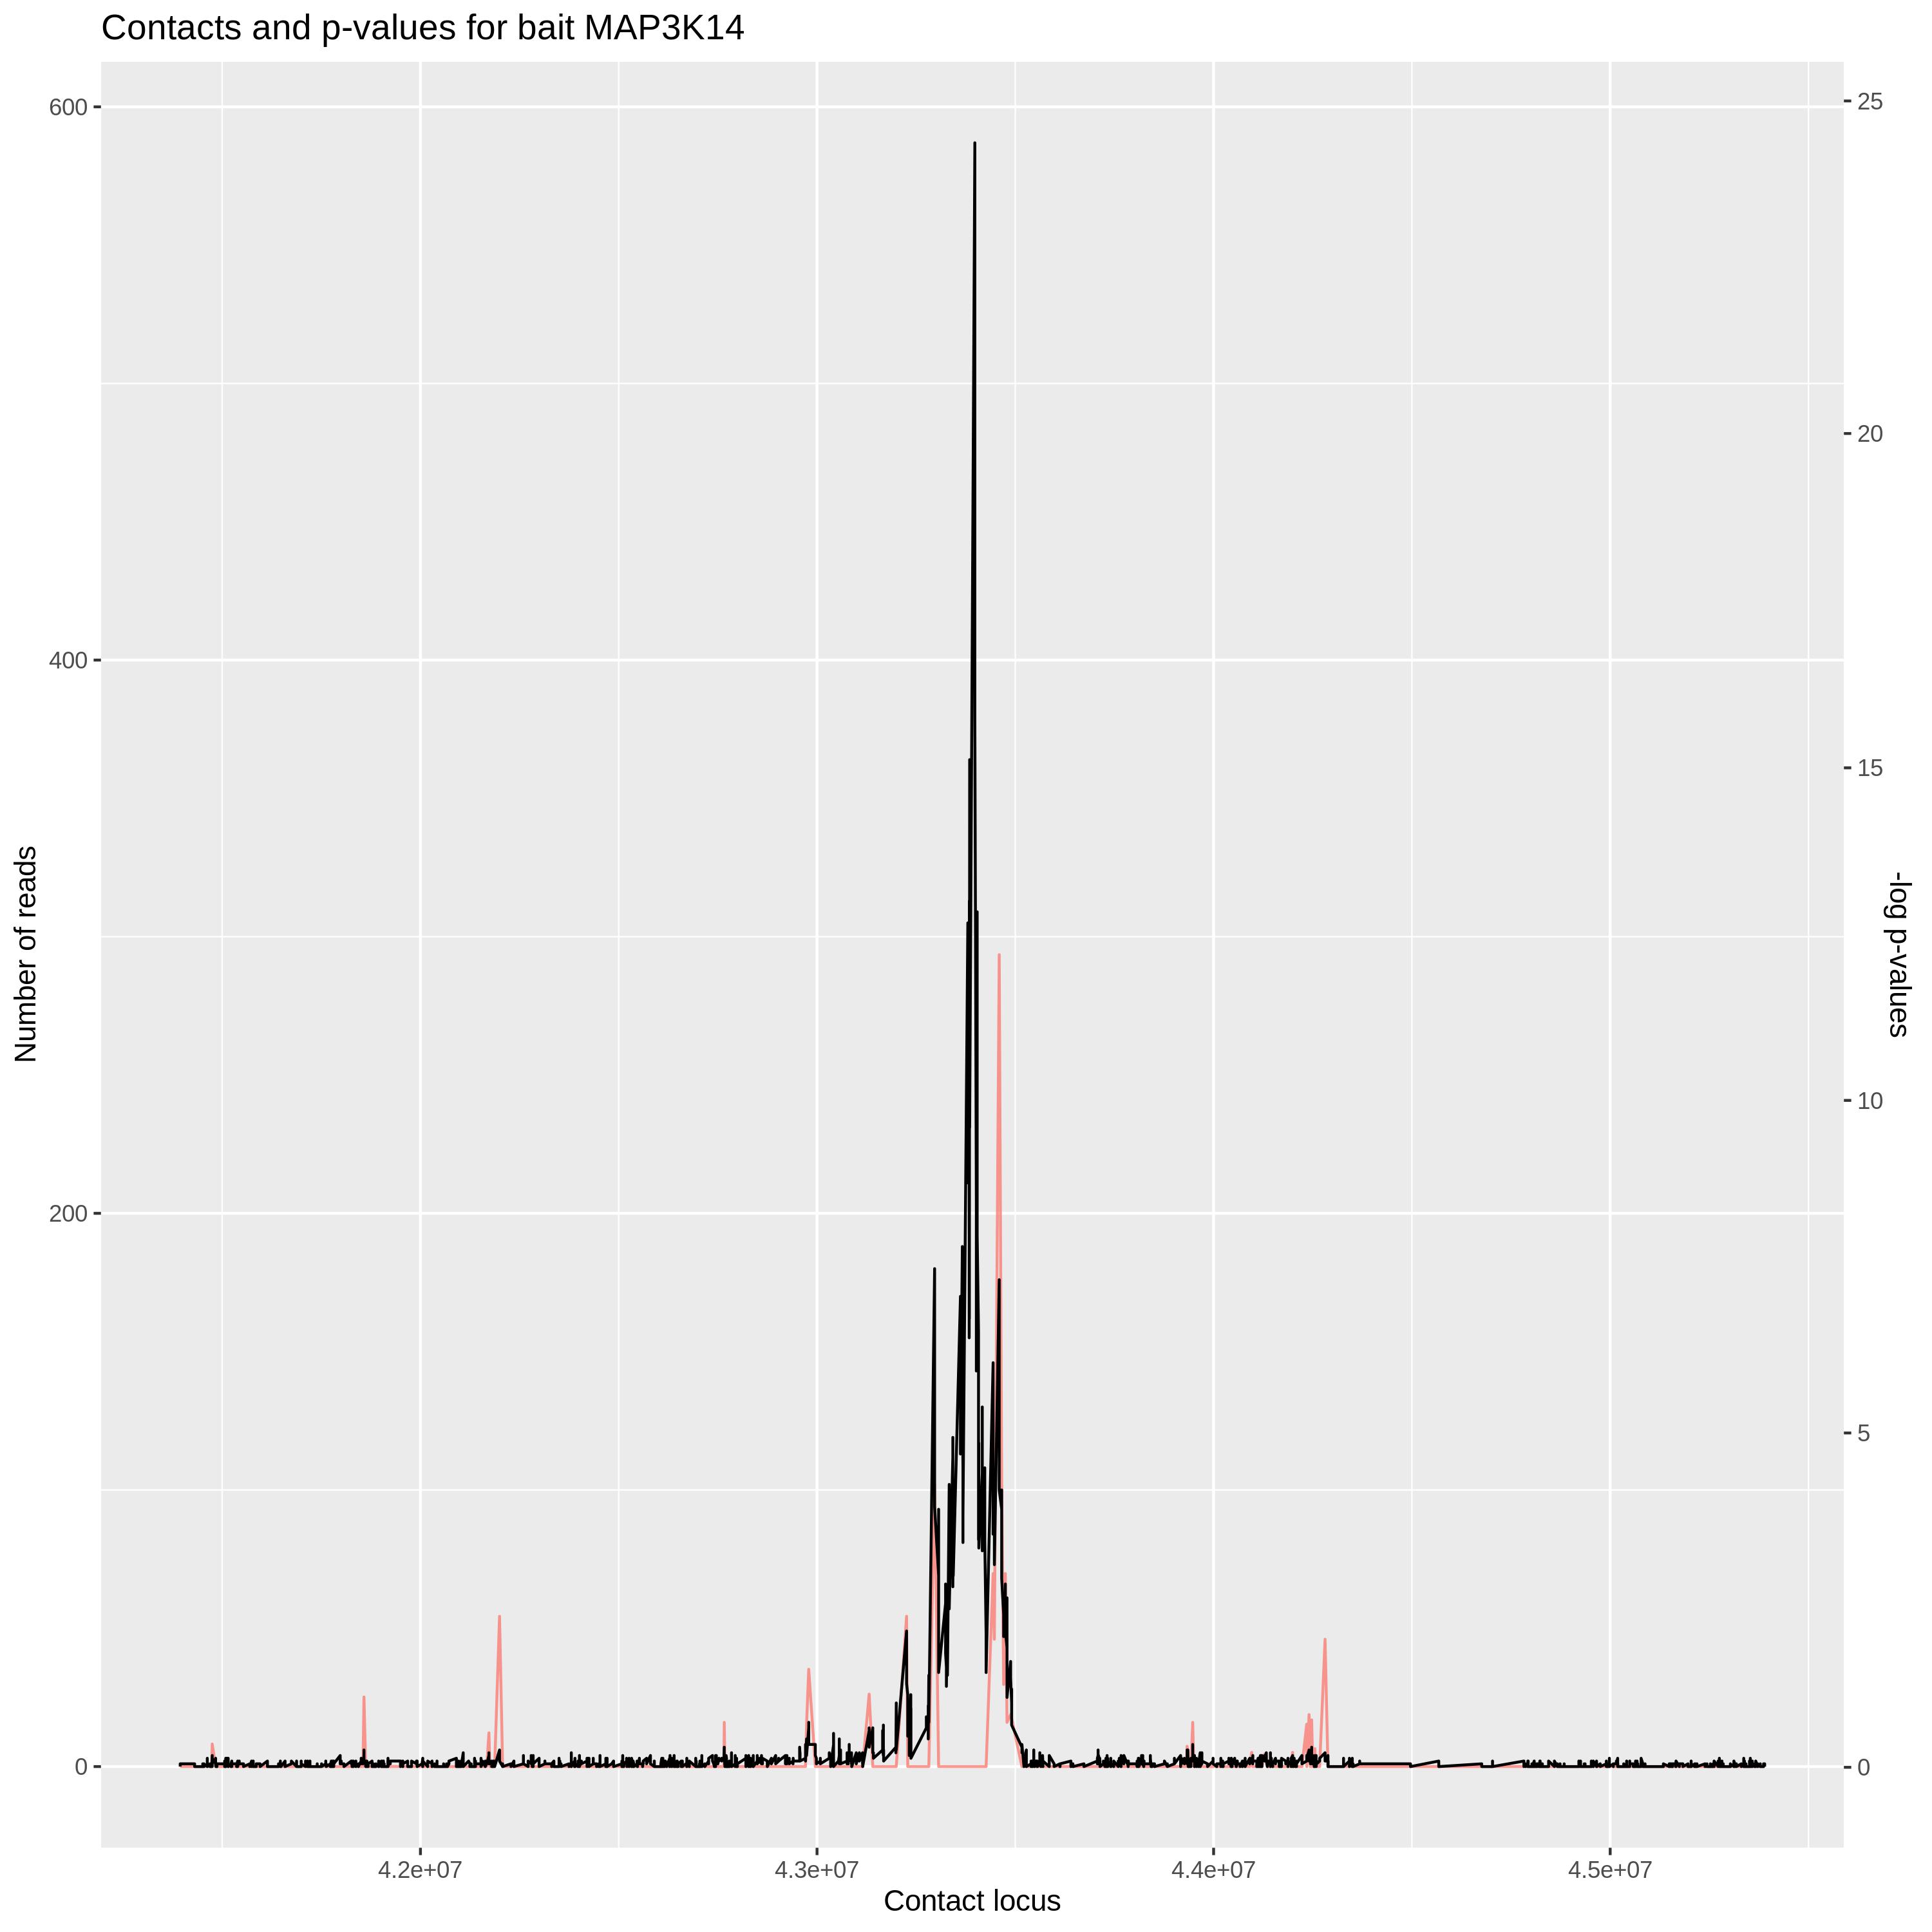 Contacts and p-values for bait MAP3K14
Number of reads
600
400
200
0
25
20
15
10
5
0
-log p-values
4.2e+07 4.3e+07 4.4e+07 4.5e+07
Contact locus